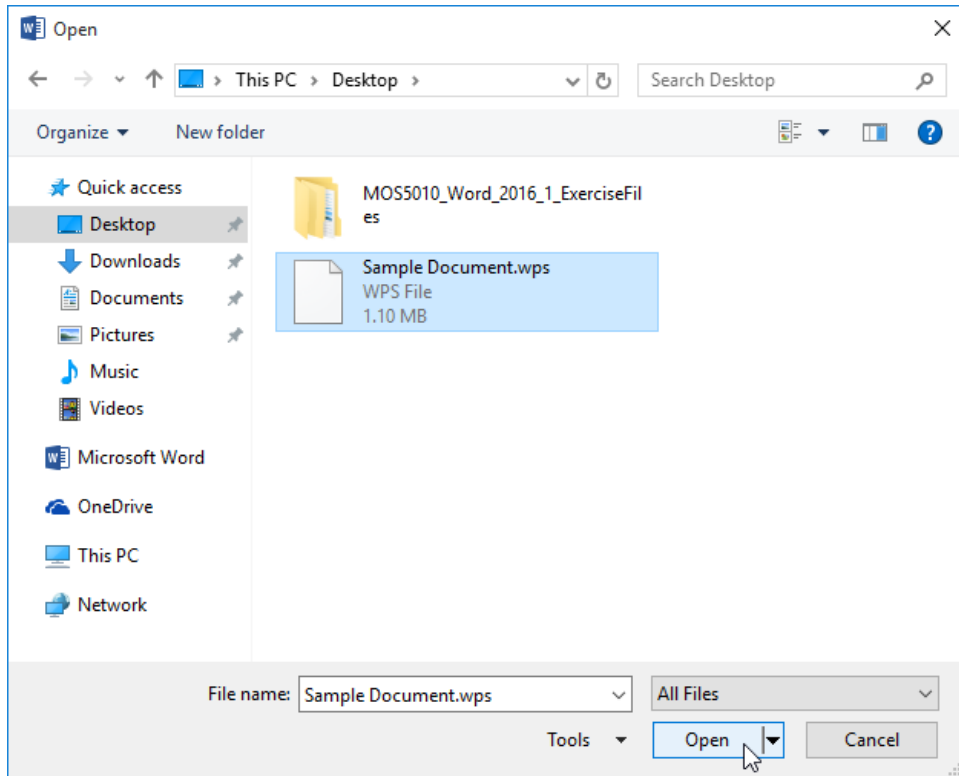 Open
This PC > Desktop >
Search Desktop
Organize
New folder
Quick access
Desktop
Downloads
Documents
Pictures
Music
Videos
Microsoft Word
OneDrive
This PC
Network
MOS5010_Word_2016_1_ExerciseFil
es
Sample Document.wps
WPS File
1.10 MB
File name: Sample Document.wps
All Files
Tools
Open
Cancel